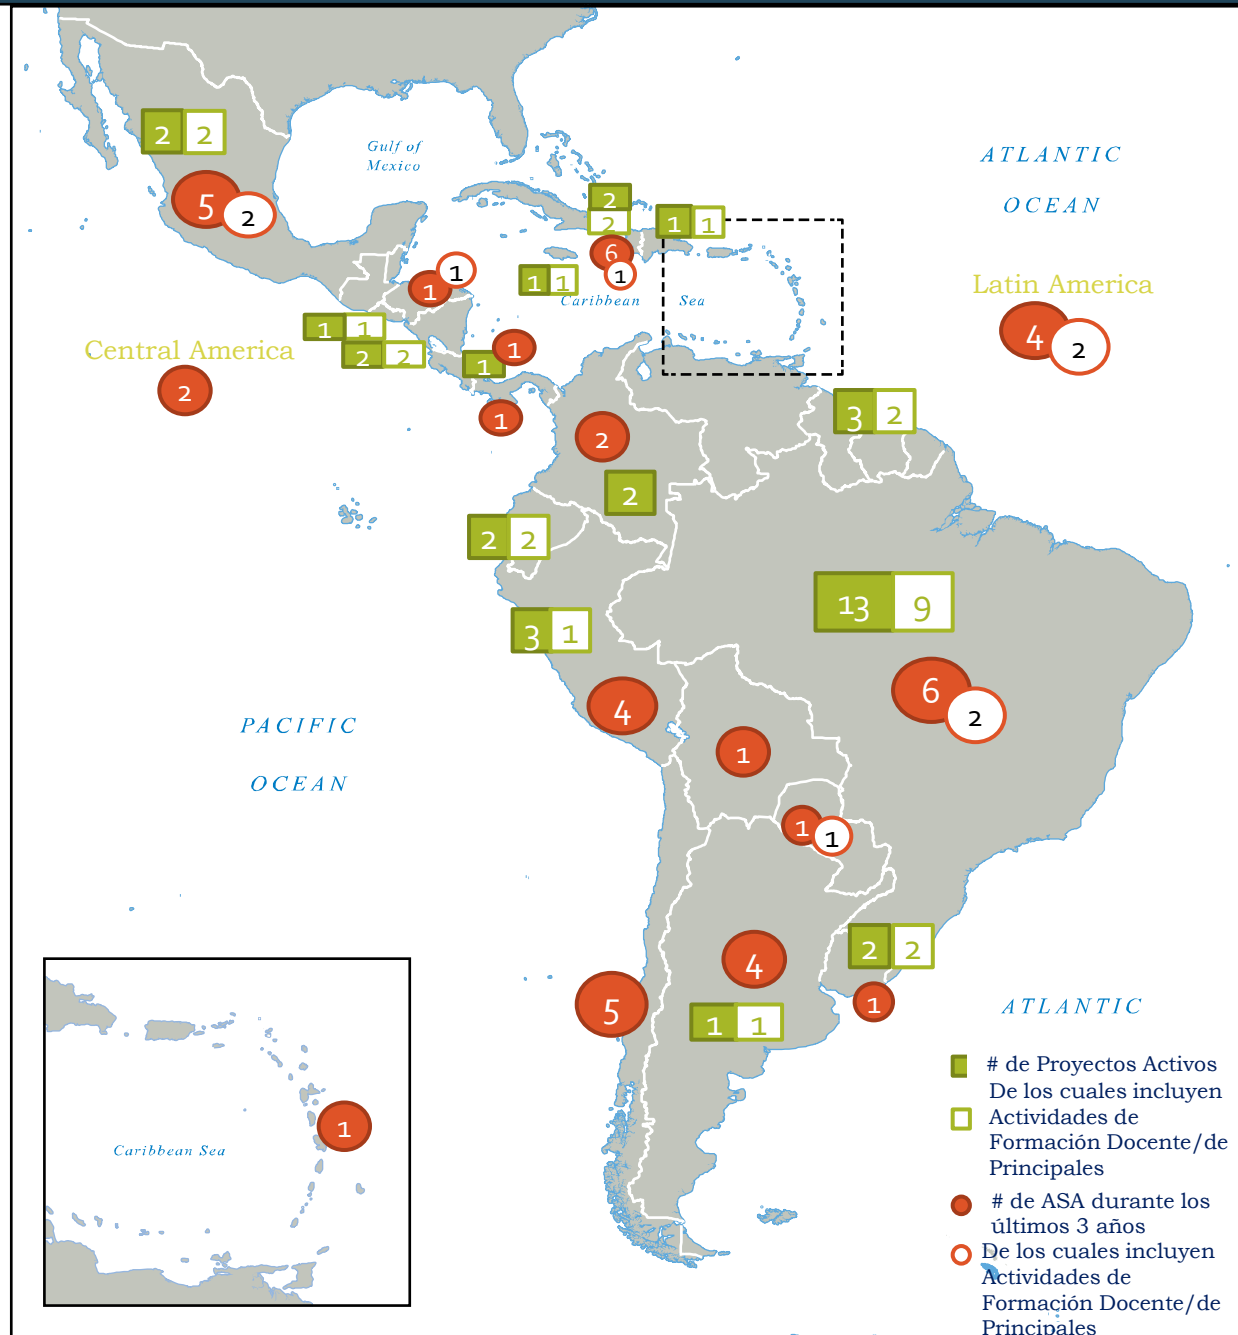 2 2
Gulf of
Mexico
ATLANTIC
OCEAN
5 2
2
2
1 1
6
1
1 1
Caribbean Sea
1
1
Latin America
4 2
1 1
2 2
Central America
2
1
1
1
3 2
2
2
2 2
13 9
3 1
6 2
4
PACIFIC
OCEAN
1
1 1
2 2
4
5
1
1 1
ATLANTIC
1
Caribbean Sea
# de Proyectos Activos
De los cuales incluyen
Actividades de
Formación Docente/de
Principales
# de ASA durante los
últimos 3 años
De los cuales incluyen
Actividades de
Formación Docente/de
Principales